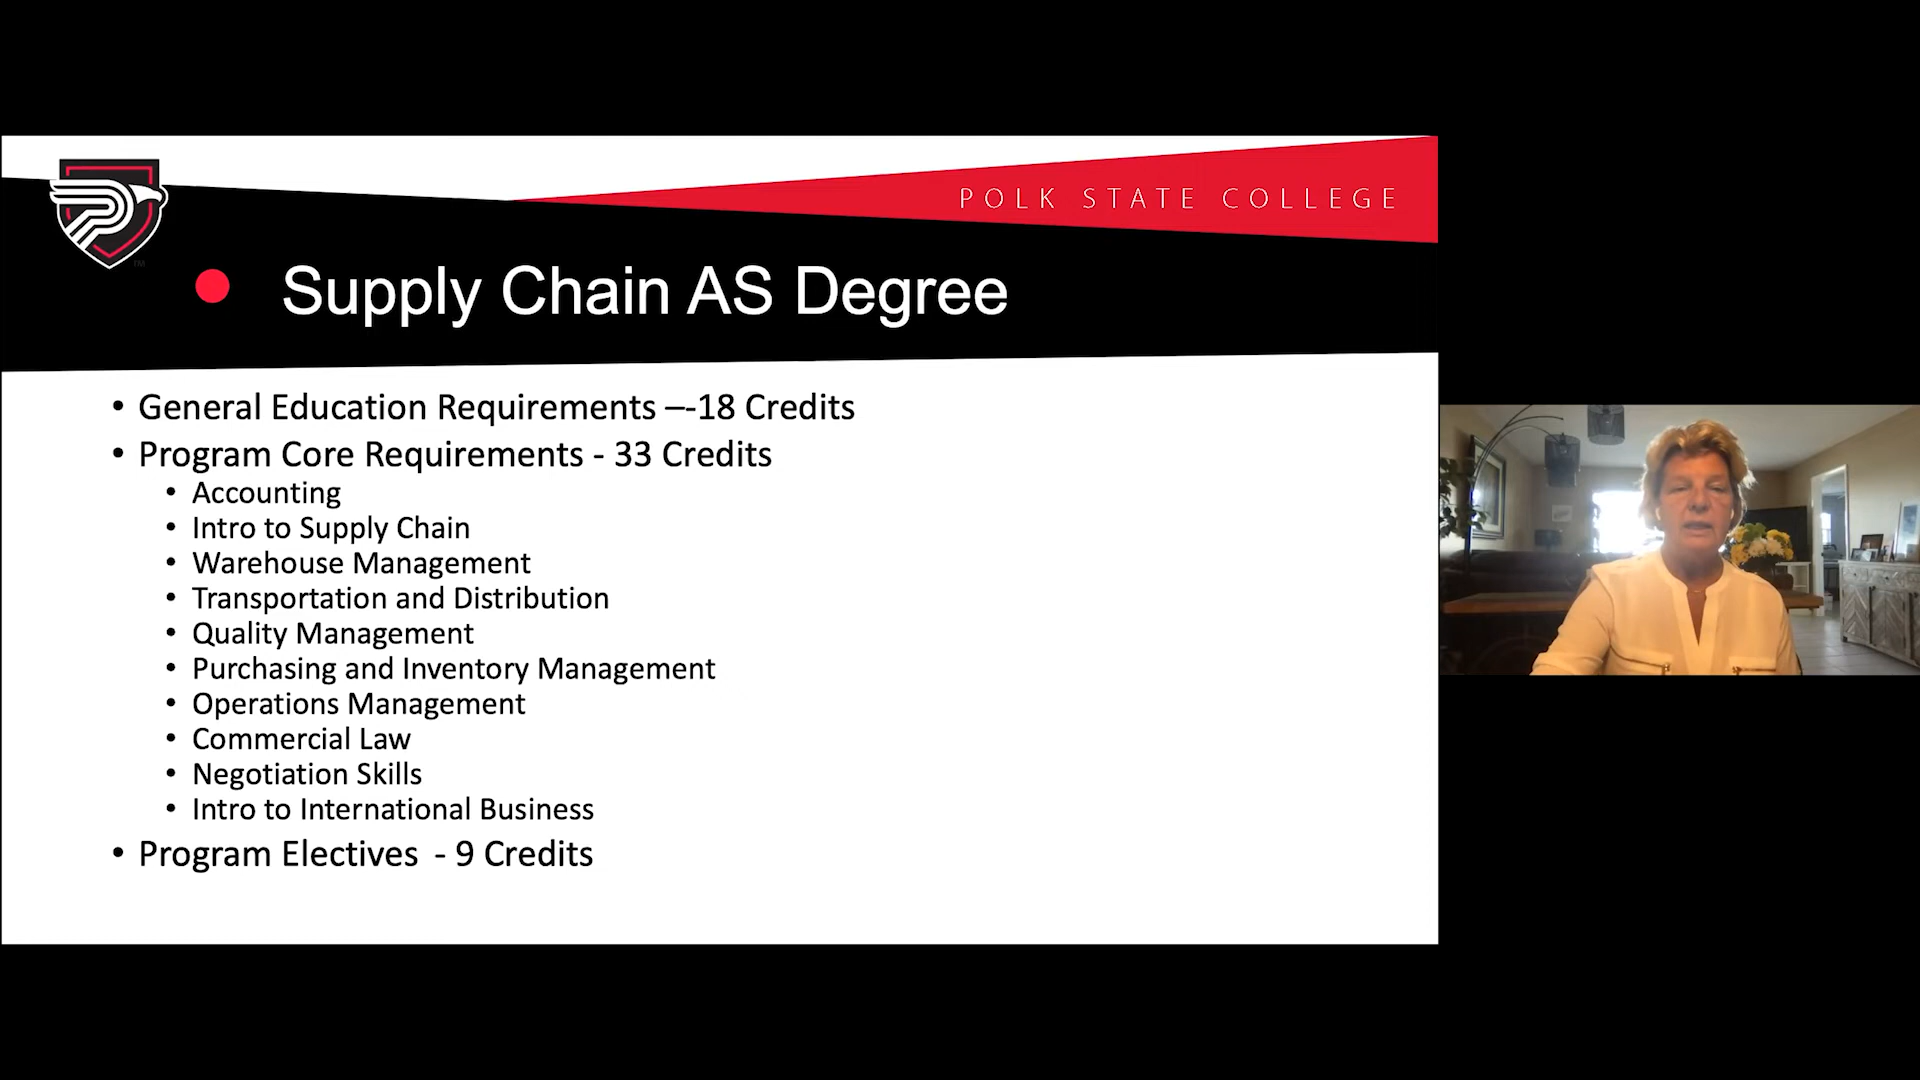 POLK STATE COLLEGE
• Supply Chain AS Degree
• General Education Requirements –-18 Credits
• Program Core Requirements - 33 Credits
• Accounting
• Intro to Supply Chain
• Warehouse Management
• Transportation and Distribution
• Quality Management
• Purchasing and Inventory Management
• Operations Management
• Commercial Law
• Negotiation Skills
• Intro to International Business
• Program Electives - 9 Credits